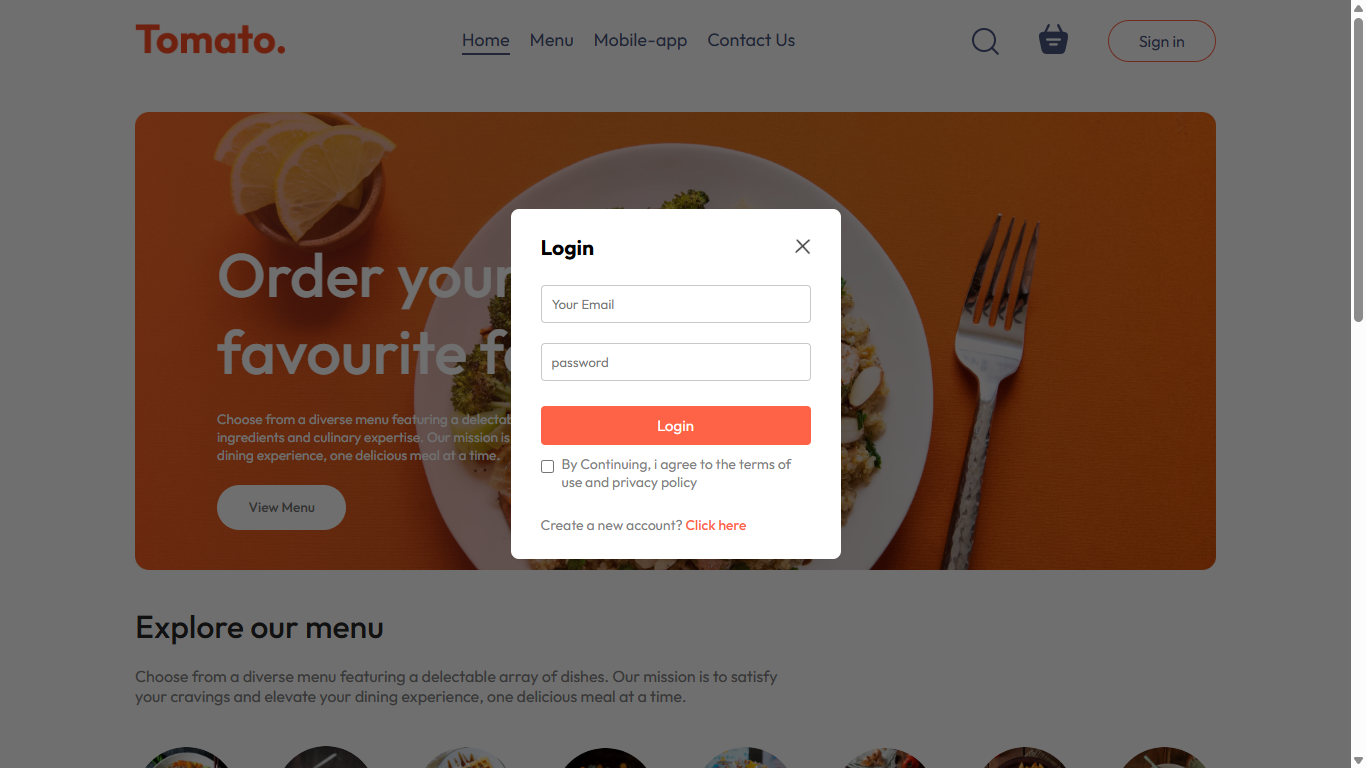 Tomato.
Home Menu Mobile-app Contact Us
Sign in
Order your
favourite
Choose from a diverse menu featuring a
ingredients and culinary expertise. Our mission is
dining experience, one delicious meal at a time.
View Menu
Login
Your Email
password
Login
By Continuing, i agree to the terms of
use and privacy policy
Create a new account? Click here
Explore our menu
Choose from a diverse menu featuring a delectable array of dishes. Our mission is to satisfy
your cravings and elevate your dining experience, one delicious meal at a time.